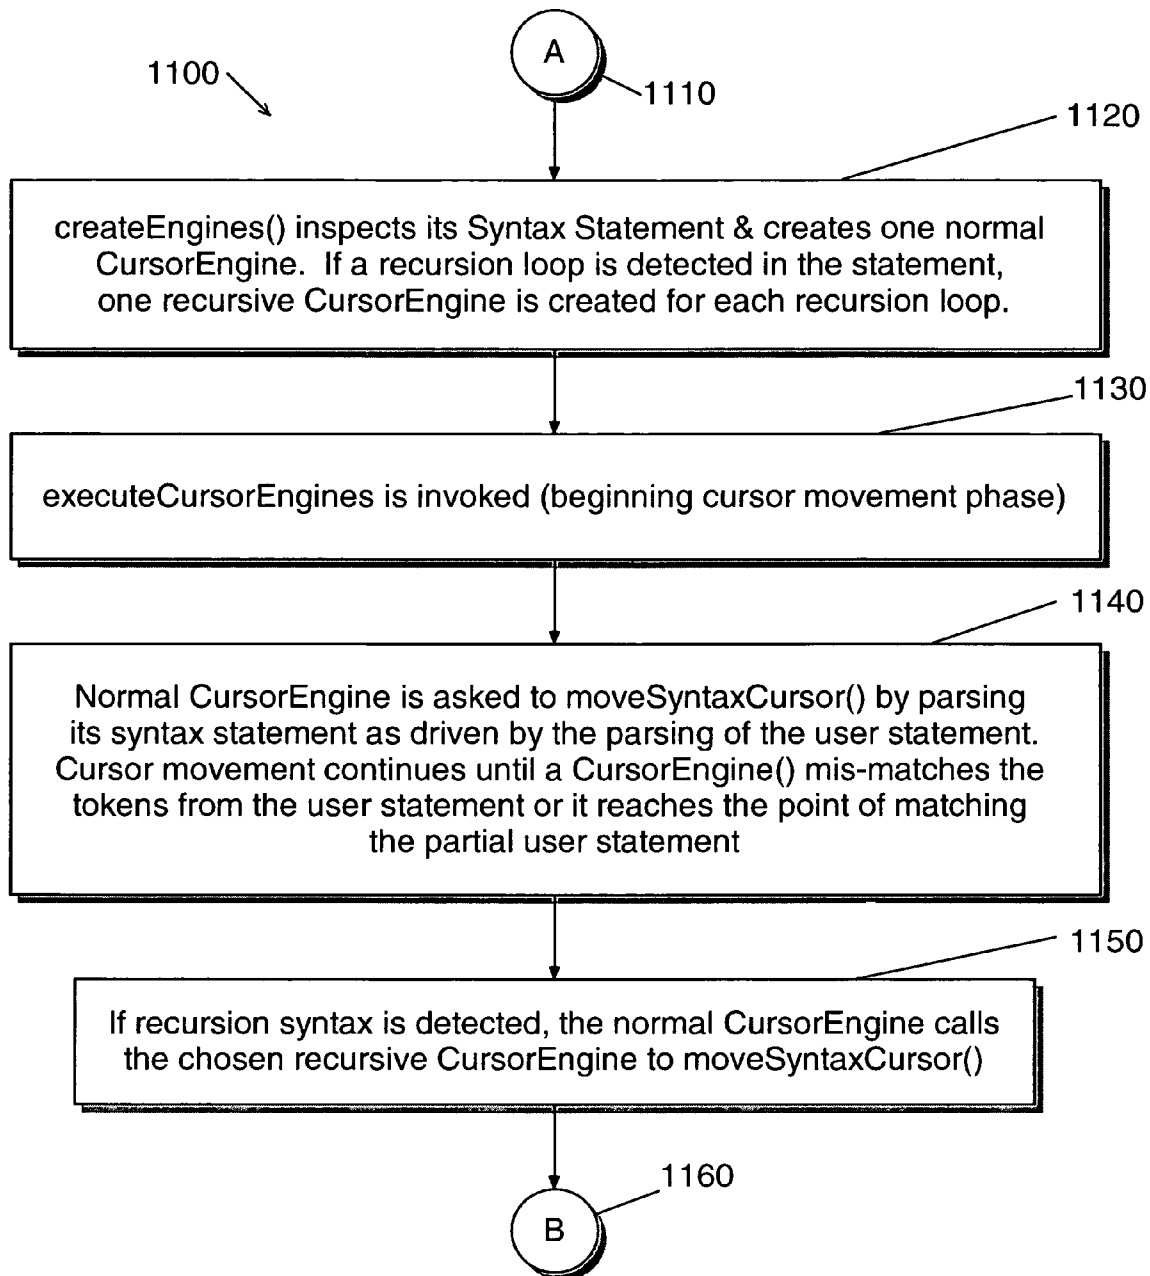 A
1100
1110
1120
createEngines() inspects its Syntax Statement & creates one normal
CursorEngine. If a recursion loop is detected in the statement,
one recursive CursorEngine is created for each recursion loop.
1130
executeCursorEngines is invoked (beginning cursor movement phase)
1140
Normal CursorEngine is asked to moveSyntaxCursor() by parsing
its syntax statement as driven by the parsing of the user statement.
Cursor movement continues until a CursorEngine() mis-matches the
tokens from the user statement or it reaches the point of matching
the partial user statement
1150
If recursion syntax is detected, the normal CursorEngine calls
the chosen recursive CursorEngine to moveSyntaxCursor()
1160
B